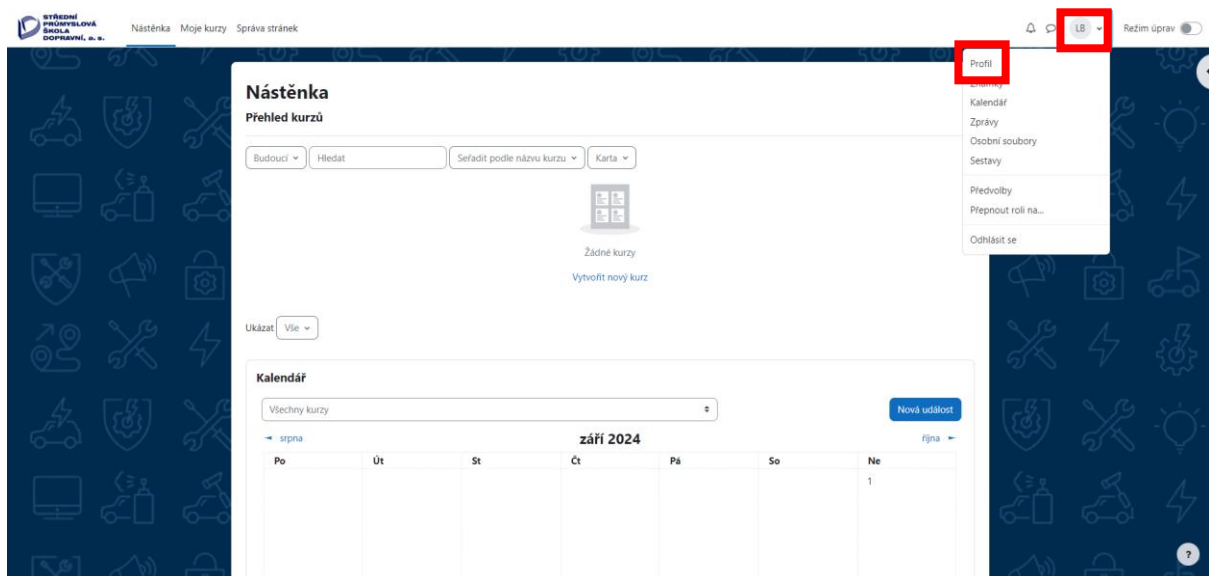 STŘEDNÍ
PRŮMYSLOVÁ
ŠKOLA
DOPRAVNÍ, a. s.
Nástěnka Moje kurzy Správa stránek
LB
Režim úprav
Profil
Známky
Kalendář
Zprávy
Osobní soubory
Sestavy
Předvolby
Přepnout roli na...
Odhlásit se
Nástěnka
Přehled kurzů
Budoucí Hledat Seřadit podle názvu kurzu Karta
Žádné kurzy
Vytvořit nový kurz
Ukázat Vše
Kalendář
Všechny kurzy Nová událost
◄ srpna září 2024 října ►
Po Út St Čt Pá So Ne
1
?